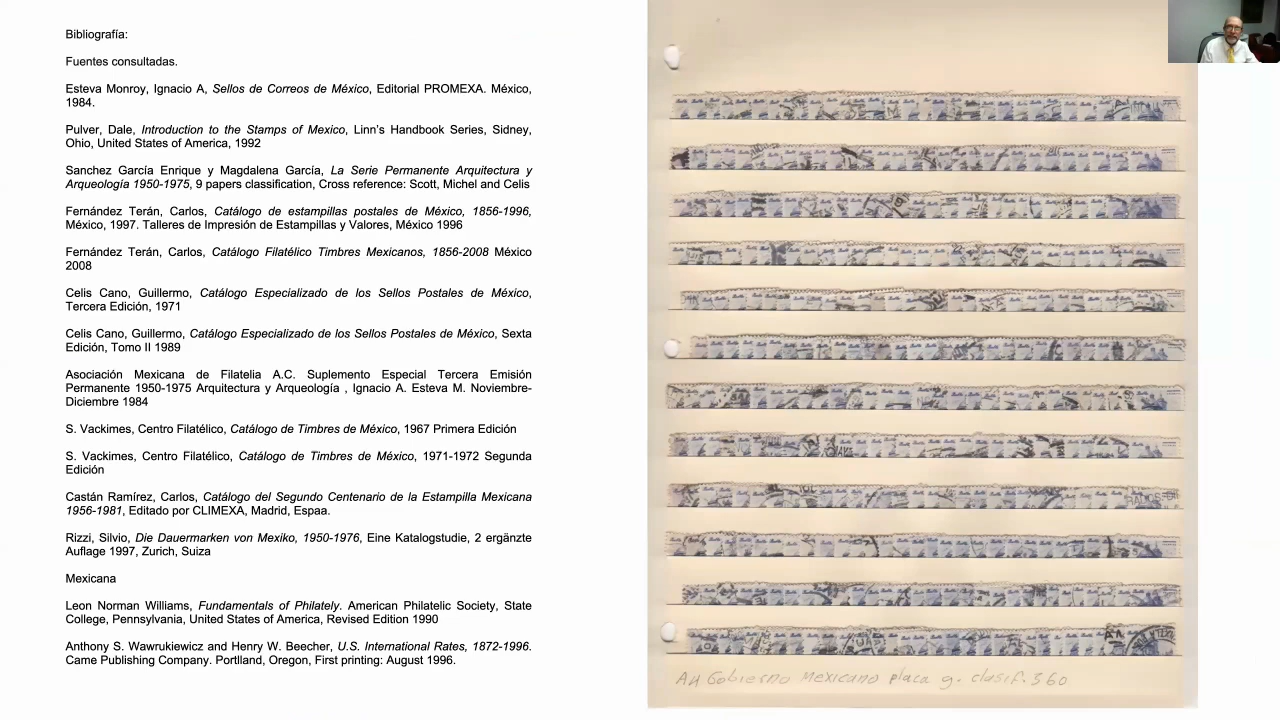 Bibliografía:
Fuentes consultadas.
Esteva Monroy, Ignacio A, Sellos de Correos de México, Editorial PROMEXA. México,
1984.
Pulver, Dale, Introduction to the Stamps of Mexico, Linn's Handbook Series, Sidney,
Ohio, United States of America, 1992
Sanchez García Enrique y Magdalena García, La Serie Permanente Arquitectura y
Arqueología 1950-1975, 9 papers classification, Cross reference: Scott, Michel and Celis
Fernández Terán, Carlos, Catálogo de estampillas postales de México, 1856-1996,
México, 1997. Talleres de Impresión de Estampillas y Valores, México 1996
Fernández Terán, Carlos, Catálogo Filatélico Timbres Mexicanos, 1856-2008 México
2008
Celis Cano, Guillermo, Catálogo Especializado de los Sellos Postales de México,
Tercera Edición, 1971
Celis Cano, Guillermo, Catálogo Especializado de los Sellos Postales de México, Sexta
Edición, Tomo II 1989
Asociación Mexicana de Filatelia A.C. Suplemento Especial Tercera Emisión
Permanente 1950-1975 Arquitectura y Arqueología , Ignacio A. Esteva M. Noviembre-
Diciembre 1984
S. Vackimes, Centro Filatélico, Catálogo de Timbres de México, 1967 Primera Edición
S. Vackimes, Centro Filatélico, Catálogo de Timbres de México, 1971-1972 Segunda
Edición
Castán Ramírez, Carlos, Catálogo del Segundo Centenario de la Estampilla Mexicana
1956-1981, Editado por CLIMEXA, Madrid, Espaa.
Rizzi, Silvio, Die Dauermarken von Mexiko, 1950-1976, Eine Katalogstudie, 2 ergänzte
Auflage 1997, Zurich, Suiza
Mexicana
Leon Norman Williams, Fundamentals of Philately. American Philatelic Society, State
College, Pennsylvania, United States of America, Revised Edition 1990
Anthony S. Wawrukiewicz and Henry W. Beecher, U.S. International Rates, 1872-1996.
Came Publishing Company. Portlland, Oregon, First printing: August 1996.
Gobierno Mexicano placa g. clasif. 360